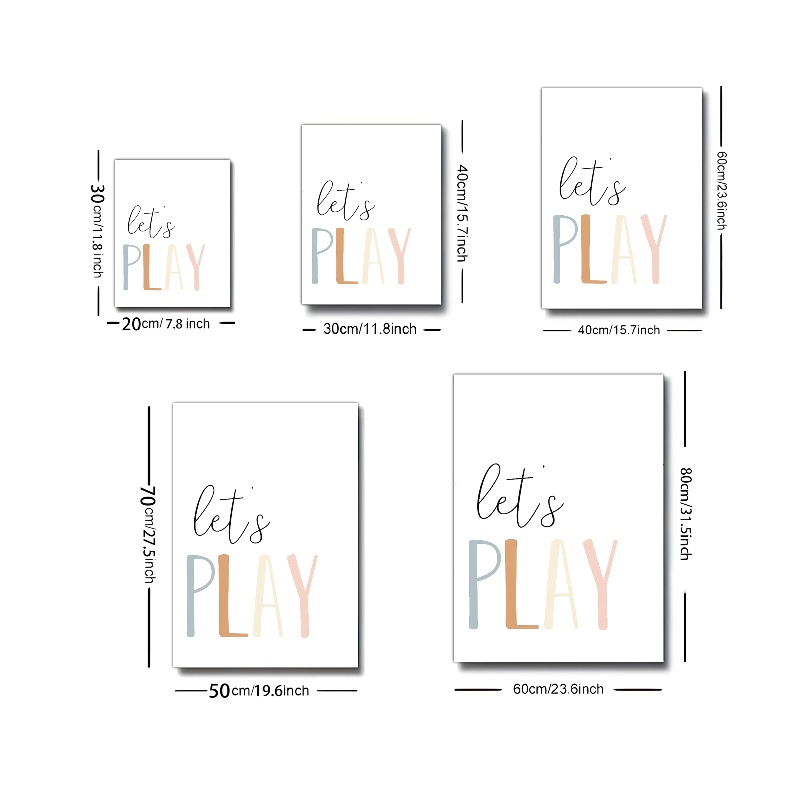 let's
PLAY
30cm/11.8 inch
20cm/ 7.8 inch
let's
PLAY
40cm/15.7inch
30cm/11.8inch
let's
PLAY
60cm/23.6inch
40cm/15.7inch
let's
PLAY
70cm/27.5inch
50cm/19.6inch
let's
PLAY
80cm/31.5inch
60cm/23.6inch